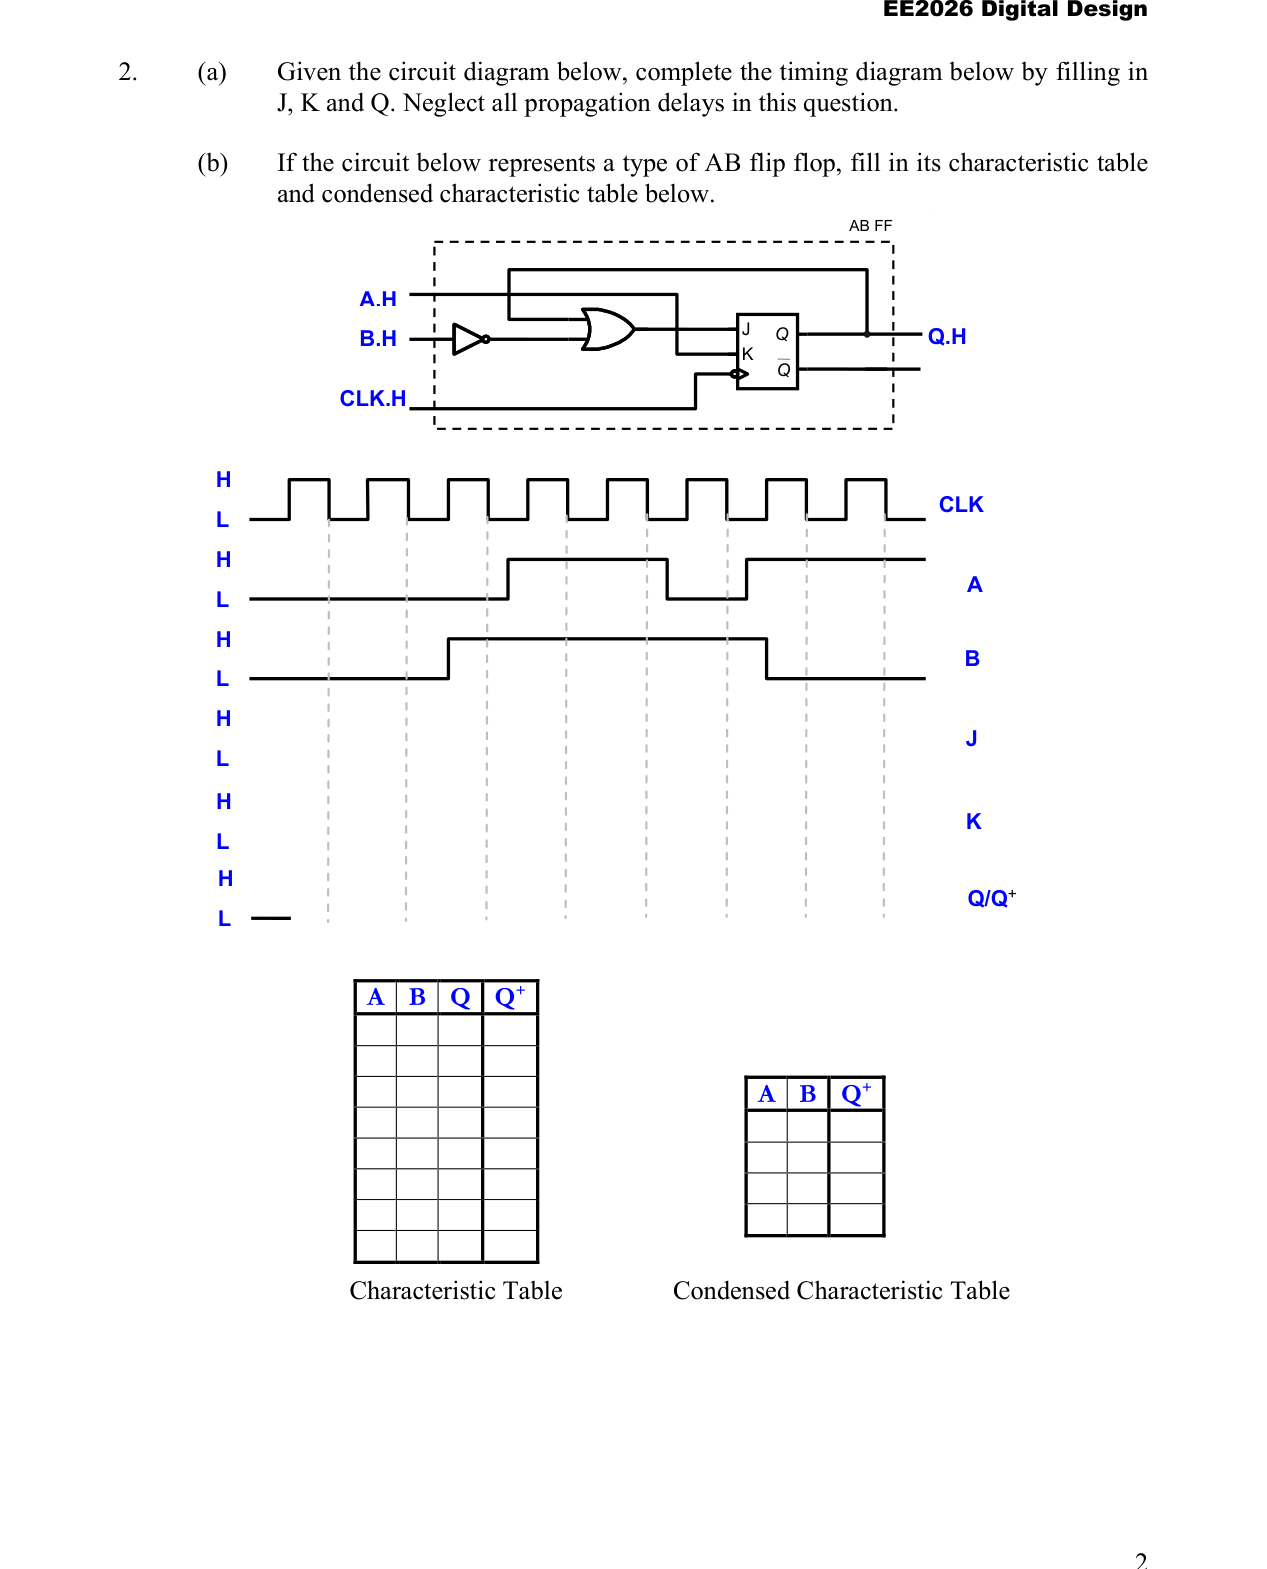 EE2026 Digital Design
2. (a) Given the circuit diagram below, complete the timing diagram below by filling in
J, K and Q. Neglect all propagation delays in this question.
(b) If the circuit below represents a type of AB flip flop, fill in its characteristic table
and condensed characteristic table below.
AB FF
A.H
B.H
CLK.H
J Q
K
Q
Q.H
H
L
CLK
H
L
A
H
L
B
H
L
J
H
L
K
H
L
Q/Q+
A B Q Q+
A B Q+
Characteristic Table
Condensed Characteristic Table
2